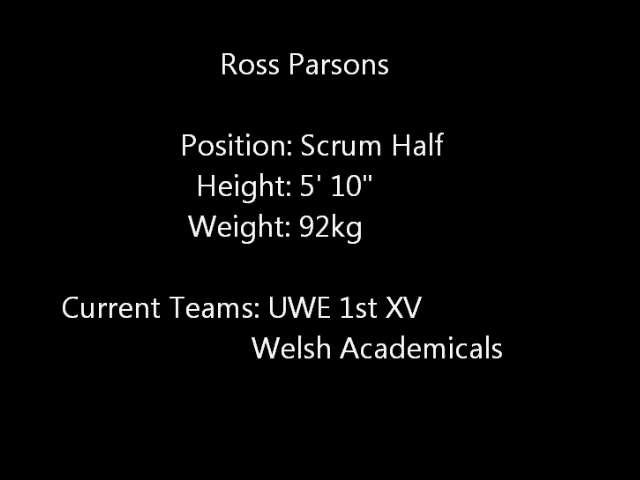 Ross Parsons
Position: Scrum Half
Height: 5' 10"
Weight: 92kg
Current Teams: UWE 1st XV
Welsh Academicals